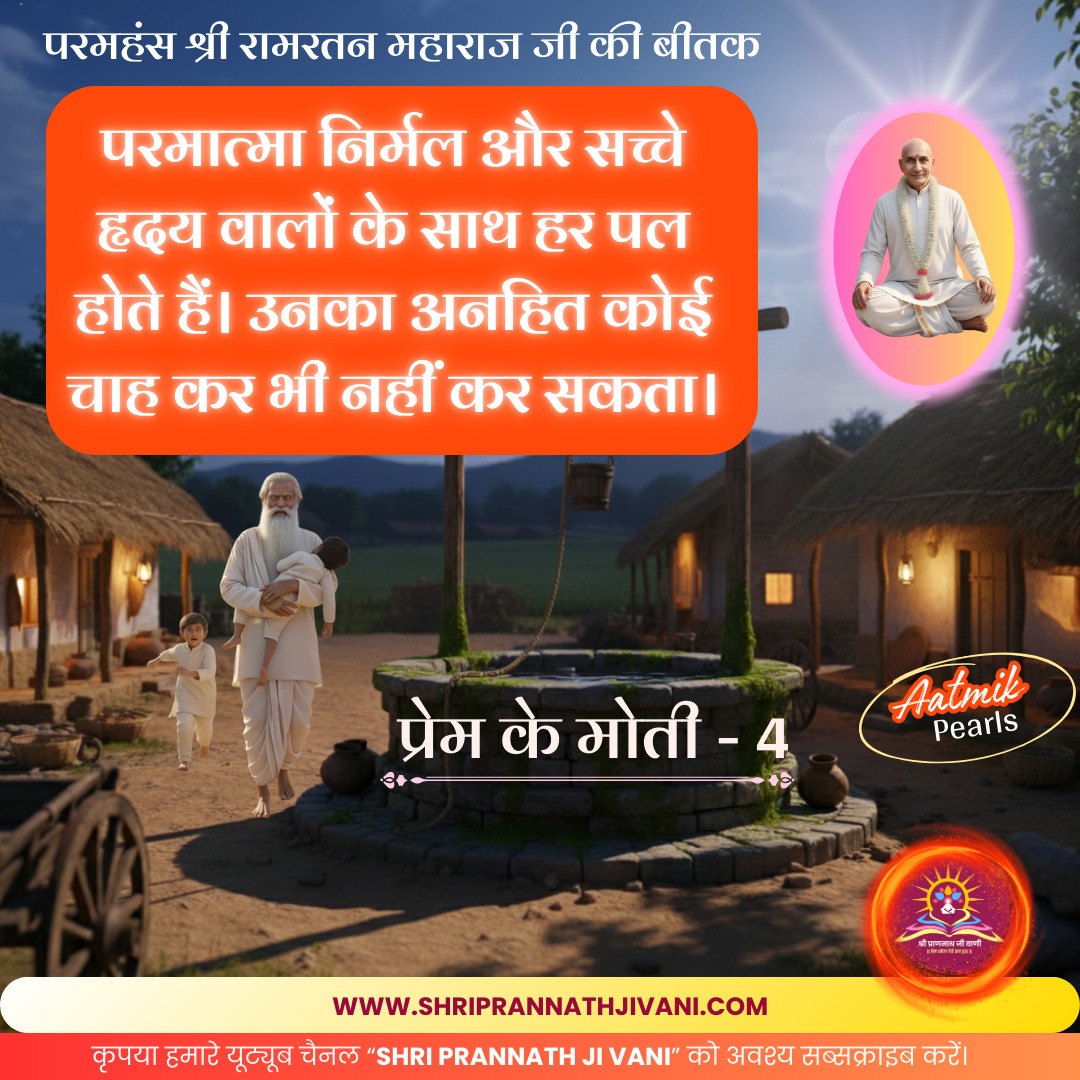 परमहंस श्री रामरतन महाराज जी की बीतक
परमात्मा निर्मल और सच्चे
हृदय वालों के साथ हर पल
होते हैं। उनका अनहित कोई
चाह कर भी नहीं कर सकता।
प्रेम के मोती - 4
Aatmik
Pearls
श्री प्राणनाथ जी वाणी
WWW.SHRIPRANNATHJIVANI.COM
कृपया हमारे यूट्यूब चैनल “SHRI PRANNATH JI VANI” को अवश्य सब्सक्राइब करें।